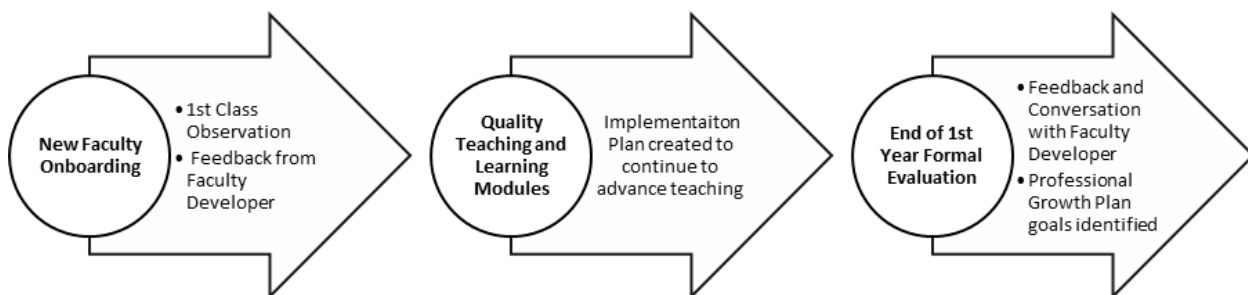 New Faculty
Onboarding
• 1st Class
Observation
• Feedback from
Faculty
Developer
Quality
Teaching and
Learning
Modules
Implementaiton
Plan created to
continue to
advance teaching
End of 1st
Year Formal
Evaluation
• Feedback and
Conversation
with Faculty
Developer
• Professional
Growth Plan
goals identified